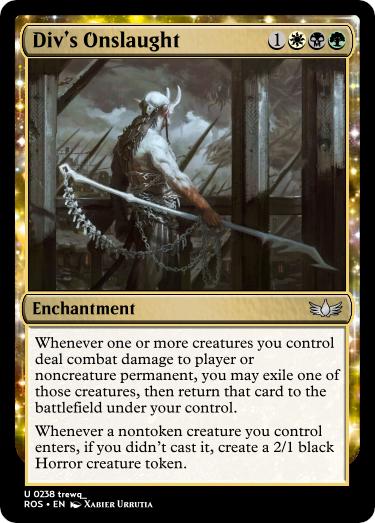 Div's Onslaught 1
Enchantment
Whenever one or more creatures you control
deal combat damage to player or
noncreature permanent, you may exile one of
those creatures, then return that card to the
battlefield under your control.
Whenever a nontoken creature you control
enters, if you didn't cast it, create a 2/1 black
Horror creature token.
U 0238 trewq_
ROS • EN Xabier Urrutia